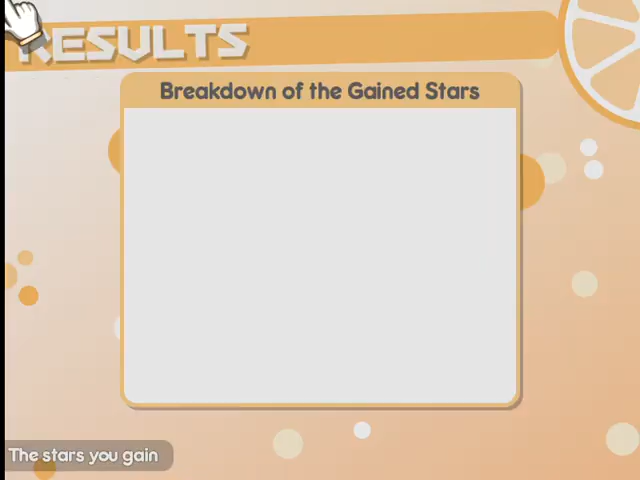 RESULTS
Breakdown of the Gained Stars
The stars you gain